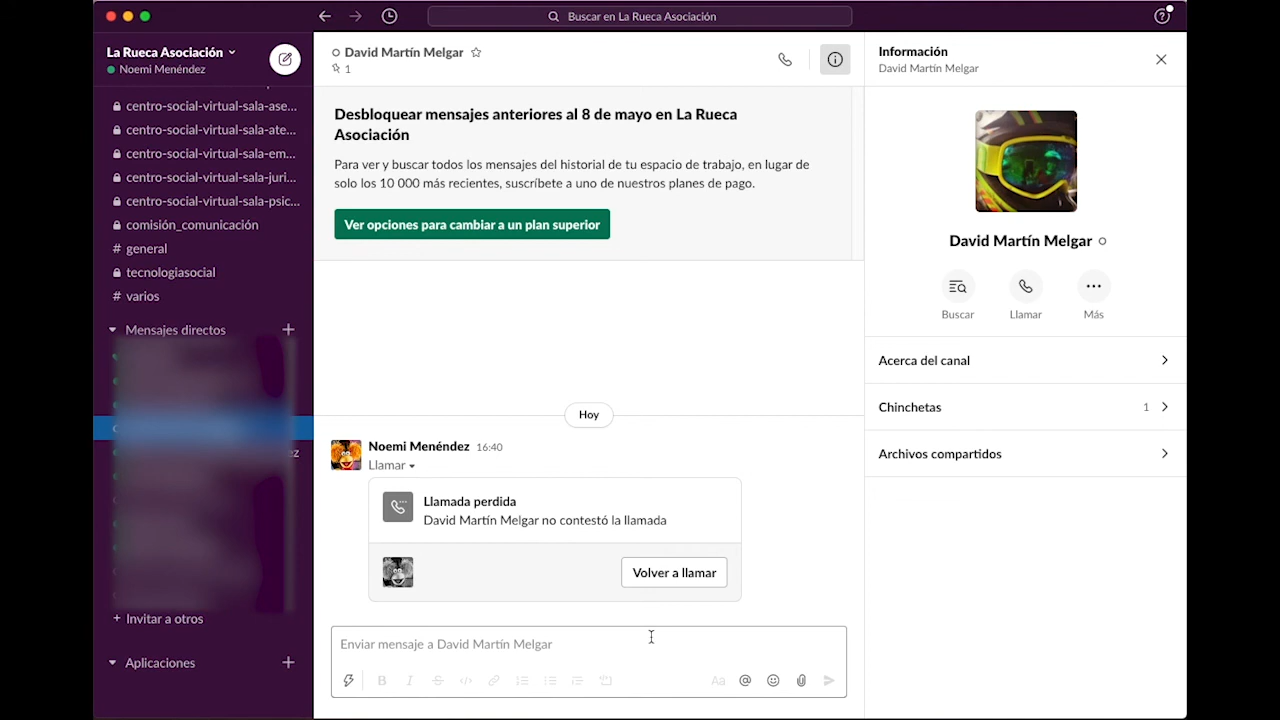 Buscar en La Rueca Asociación
La Rueca Asociación
Noemi Menéndez
centro-social-virtual-sala-ase...
centro-social-virtual-sala-ate...
centro-social-virtual-sala-em...
centro-social-virtual-sala-juri...
centro-social-virtual-sala-psic...
comisión_comunicación
# general
tecnologiasocial
# varios
Mensajes directos
ez
+ Invitar a otros
Aplicaciones
David Martín Melgar
1
Desbloquear mensajes anteriores al 8 de mayo en La Rueca
Asociación
Para ver y buscar todos los mensajes del historial de tu espacio de trabajo, en lugar de
solo los 10 000 más recientes, suscríbete a uno de nuestros planes de pago.
Ver opciones para cambiar a un plan superior
Hoy
Noemi Menéndez 16:40
Llamar
Llamada perdida
David Martín Melgar no contestó la llamada
Volver a llamar
Enviar mensaje a David Martín Melgar
B I S Aa @
Información
David Martín Melgar
David Martín Melgar
Buscar Llamar Más
Acerca del canal
Chinchetas 1
Archivos compartidos